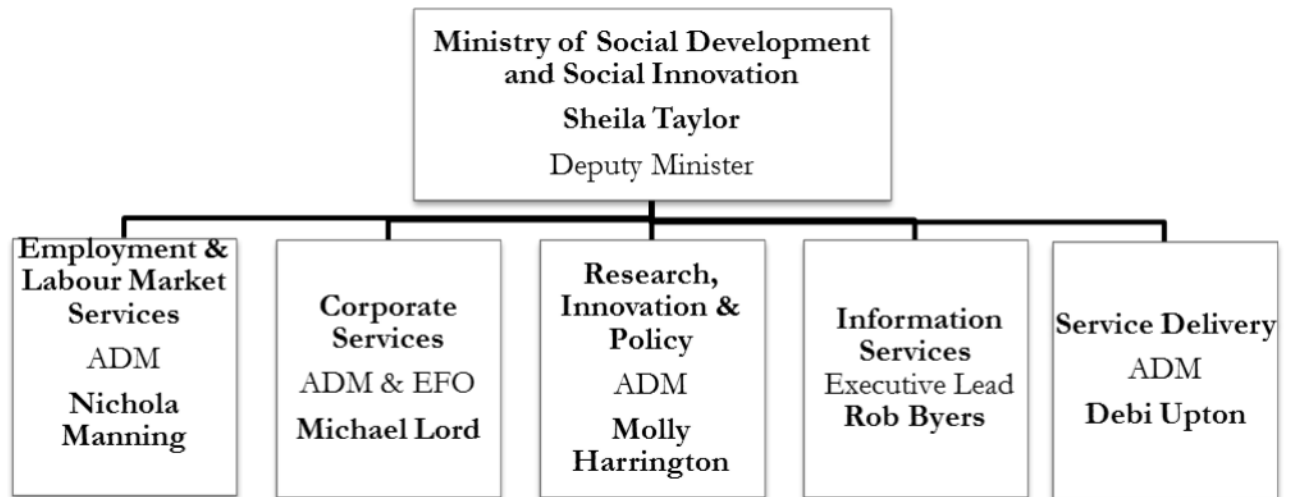 Ministry of Social Development
and Social Innovation
Sheila Taylor
Deputy Minister
Employment &
Labour Market
Services
ADM
Nichola
Manning
Corporate
Services
ADM & EFO
Michael Lord
Research,
Innovation &
Policy
ADM
Molly
Harrington
Information
Services
Executive Lead
Rob Byers
Service Delivery
ADM
Debi Upton